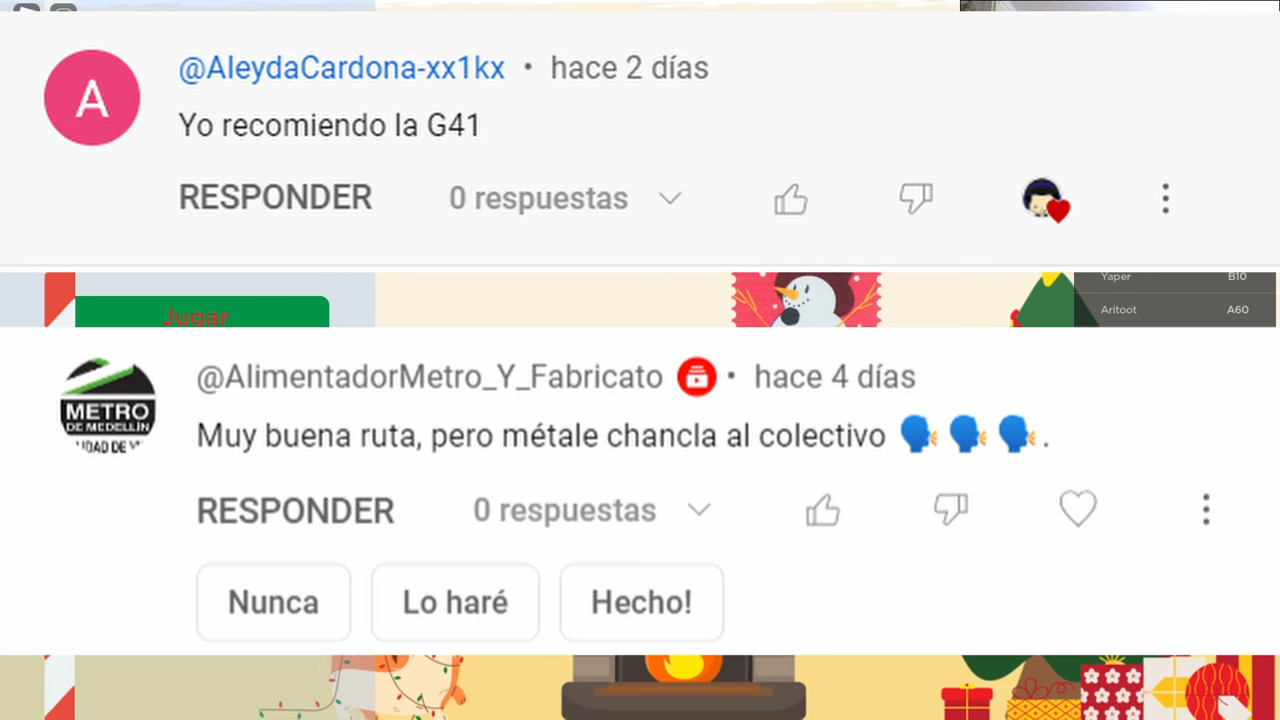 A
@AleydaCardona-xx1kx • hace 2 días
Yo recomiendo la G41
RESPONDER 0 respuestas
Jugar
Yaper B10
Aritoot A60
METRO
DE MEDELLÍN
@AlimentadorMetro_Y_Fabricato • hace 4 días
Muy buena ruta, pero métale chancla al colectivo 🗣️ 🗣️ 🗣️ .
RESPONDER 0 respuestas
Nunca Lo haré Hecho!